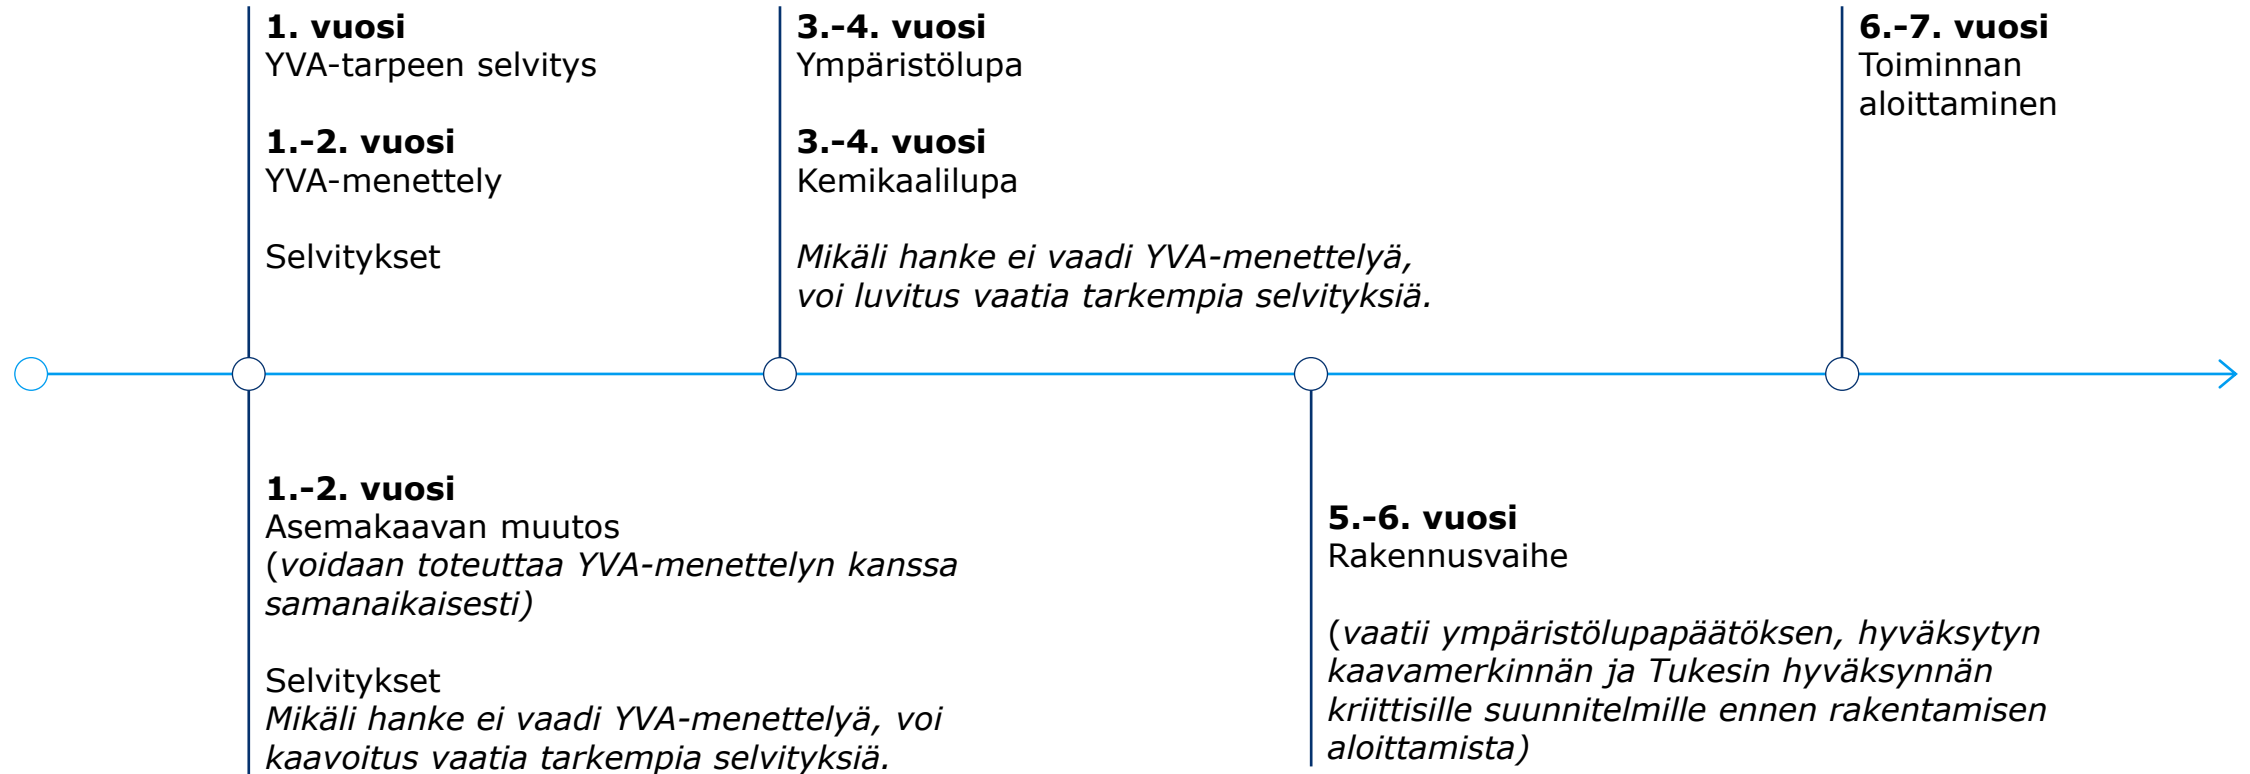 1. vuosi
YVA-tarpeen selvitys
1.-2. vuosi
YVA-menettely
Selvitykset
3.-4. vuosi
Ympäristölupa
3.-4. vuosi
Kemikaalilupa
Mikäli hanke ei vaadi YVA-menettelyä,
voi luvitus vaatia tarkempia selvityksiä.
6.-7. vuosi
Toiminnan
aloittaminen
1.-2. vuosi
Asemakaavan muutos
(voidaan toteuttaa YVA-menettelyn kanssa
samanaikaisesti)
Selvitykset
Mikäli hanke ei vaadi YVA-menettelyä, voi
kaavoitus vaatia tarkempia selvityksiä.
5.-6. vuosi
Rakennusvaihe
(vaatii ympäristölupapäätöksen, hyväksytyn
kaavamerkinnän ja Tukesin hyväksynnän
kriittisille suunnitelmille ennen rakentamisen
aloittamista)